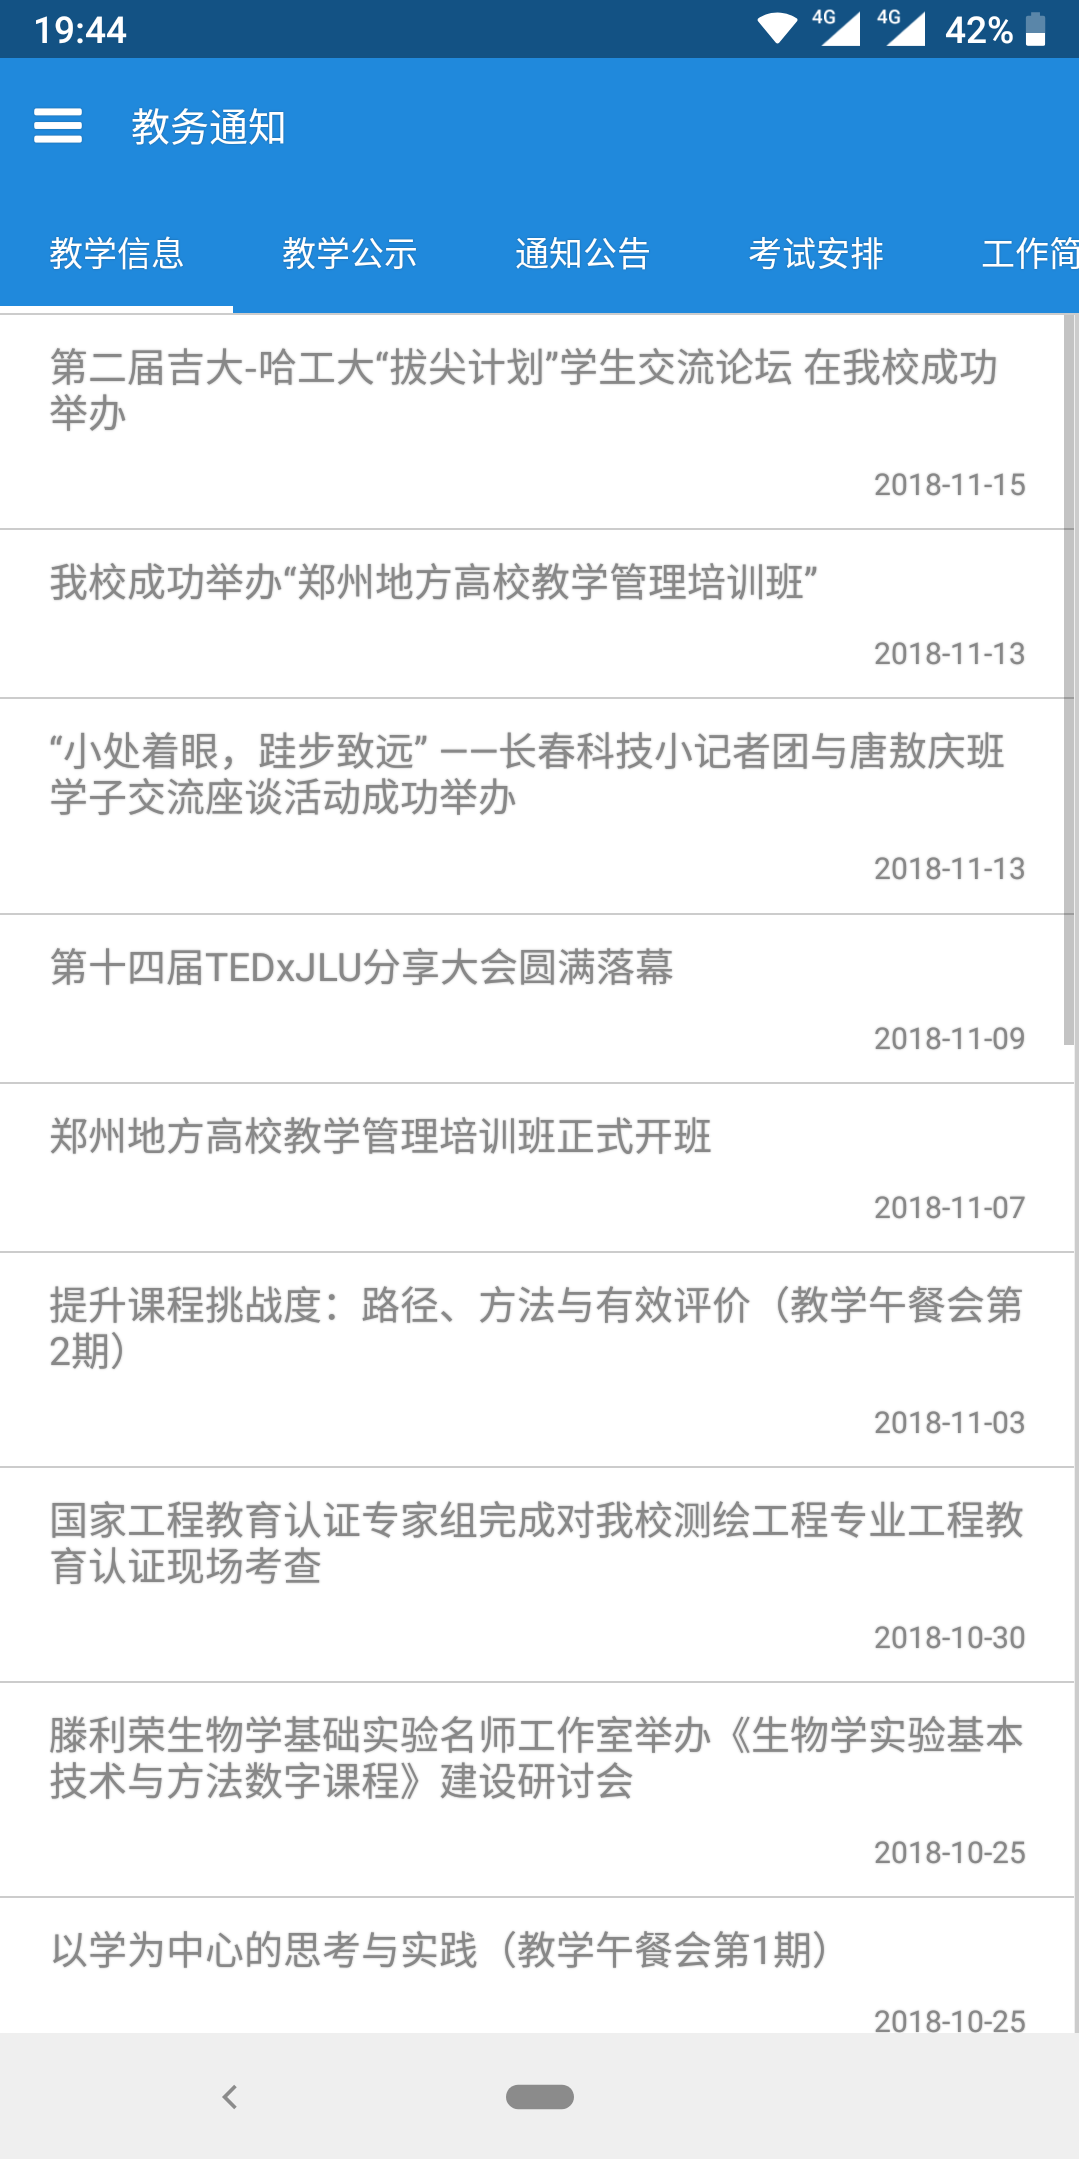 19:44
4G 4G 42%
教务通知
教学信息 教学公示 通知公告 考试安排 工作简
第二届吉大-哈工大“拔尖计划”学生交流论坛 在我校成功
举办
2018-11-15
我校成功举办“郑州地方高校教学管理培训班”
2018-11-13
“小处着眼，跬步致远” ——长春科技小记者团与唐敖庆班
学子交流座谈活动成功举办
2018-11-13
第十四届TEDxJLU分享大会圆满落幕
2018-11-09
郑州地方高校教学管理培训班正式开班
2018-11-07
提升课程挑战度：路径、方法与有效评价（教学午餐会第
2期）
2018-11-03
国家工程教育认证专家组完成对我校测绘工程专业工程教
育认证现场考查
2018-10-30
滕利荣生物学基础实验名师工作室举办《生物学实验基本
技术与方法数字课程》建设研讨会
2018-10-25
以学为中心的思考与实践（教学午餐会第1期）
2018-10-25